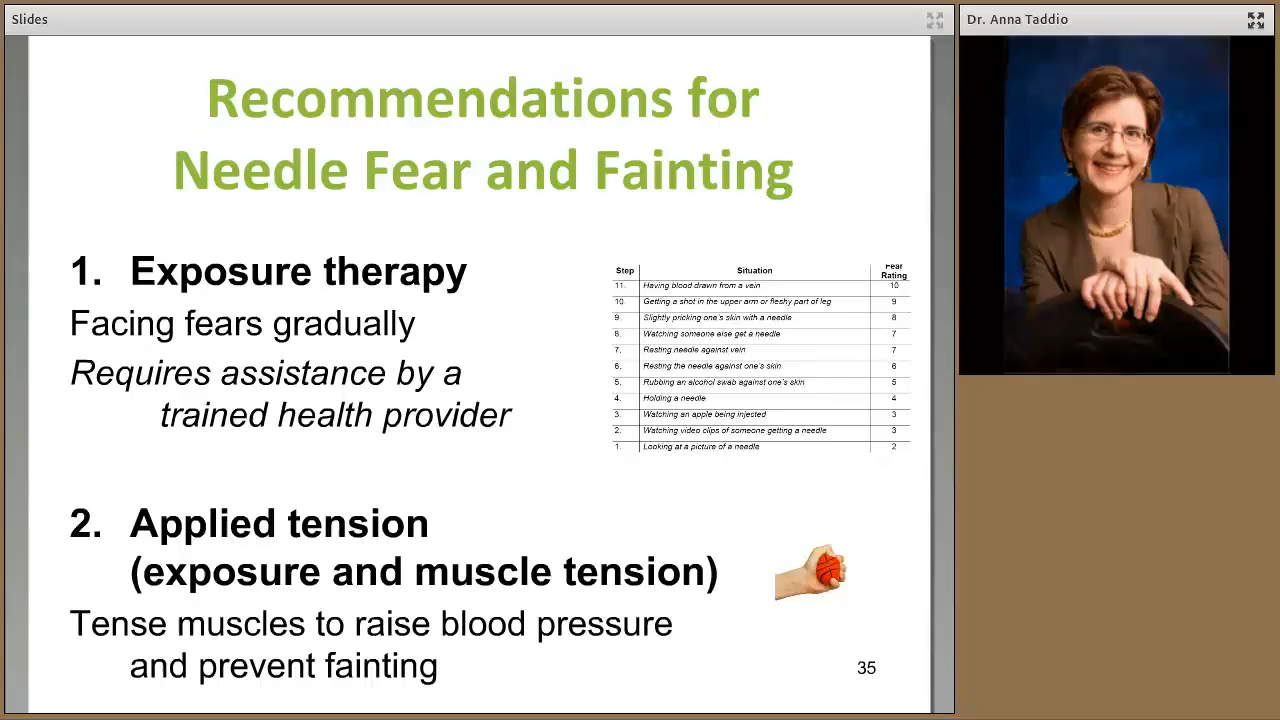 Slides
Dr. Anna Taddio
Recommendations for
Needle Fear and Fainting
1. Exposure therapy
Facing fears gradually
Requires assistance by a
trained health provider
Step Situation Fear Rating
11. Having blood drawn from a vein 10
10. Getting a shot in the upper arm or fleshy part of leg 9
9. Slightly pricking one's skin with a needle 8
8. Watching someone else get a needle 7
7. Resting needle against vein 7
6. Resting the needle against one's skin 6
5. Rubbing an alcohol swab against one's skin 5
4. Holding a needle 4
3. Watching an apple being injected 3
2. Watching video clips of someone getting a needle 3
1. Looking at a picture of a needle 2
2. Applied tension
(exposure and muscle tension)
Tense muscles to raise blood pressure
and prevent fainting
35